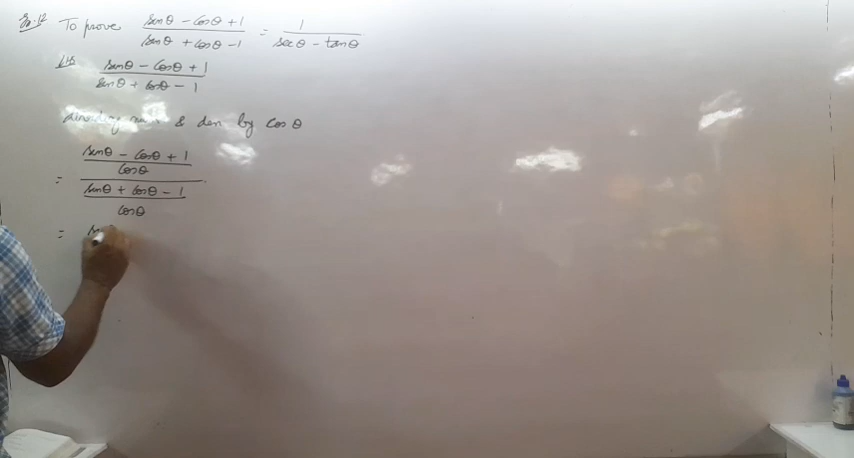 To prove sinθ - cosθ + 1 / sinθ + cosθ - 1 = 1 / secθ - tanθ
LHS sinθ - cosθ + 1 / sinθ + cosθ - 1
dividing & den by cosθ
= sinθ - cosθ + 1 / cosθ
sinθ + cosθ - 1 / cosθ
=